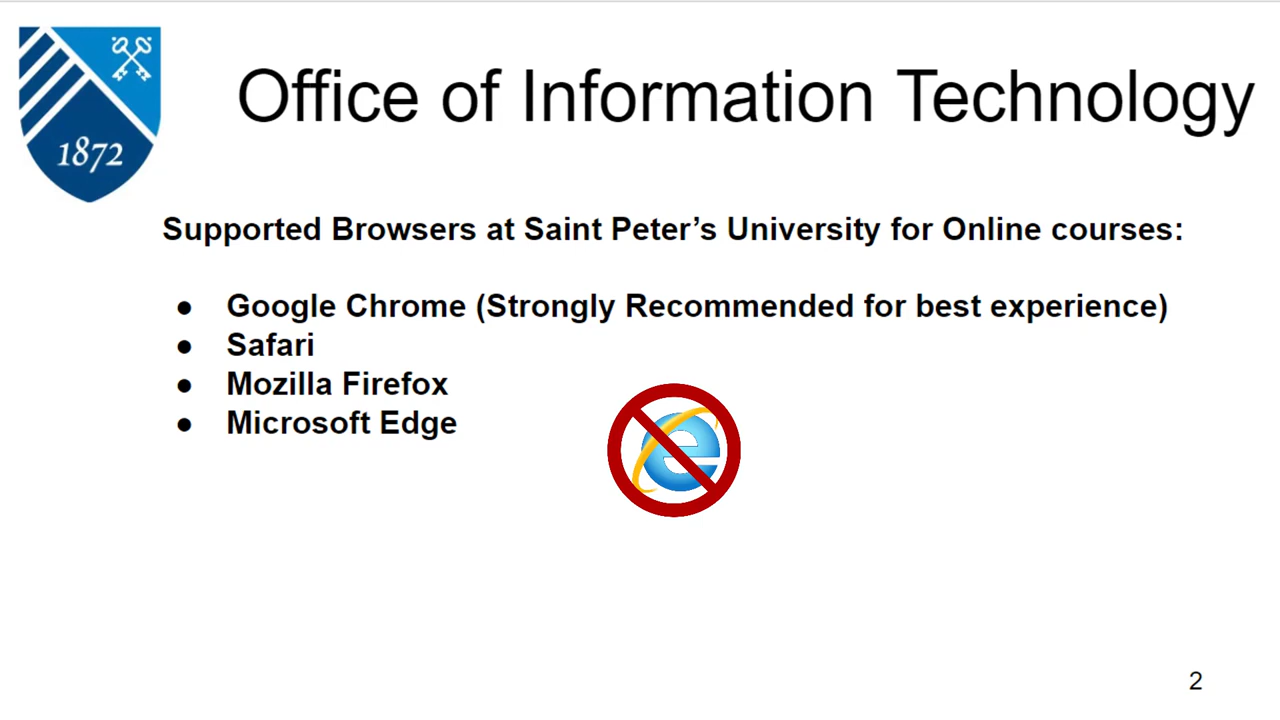 Office of Information Technology
1872
Supported Browsers at Saint Peter’s University for Online courses:
● Google Chrome (Strongly Recommended for best experience)
● Safari
● Mozilla Firefox
● Microsoft Edge
2